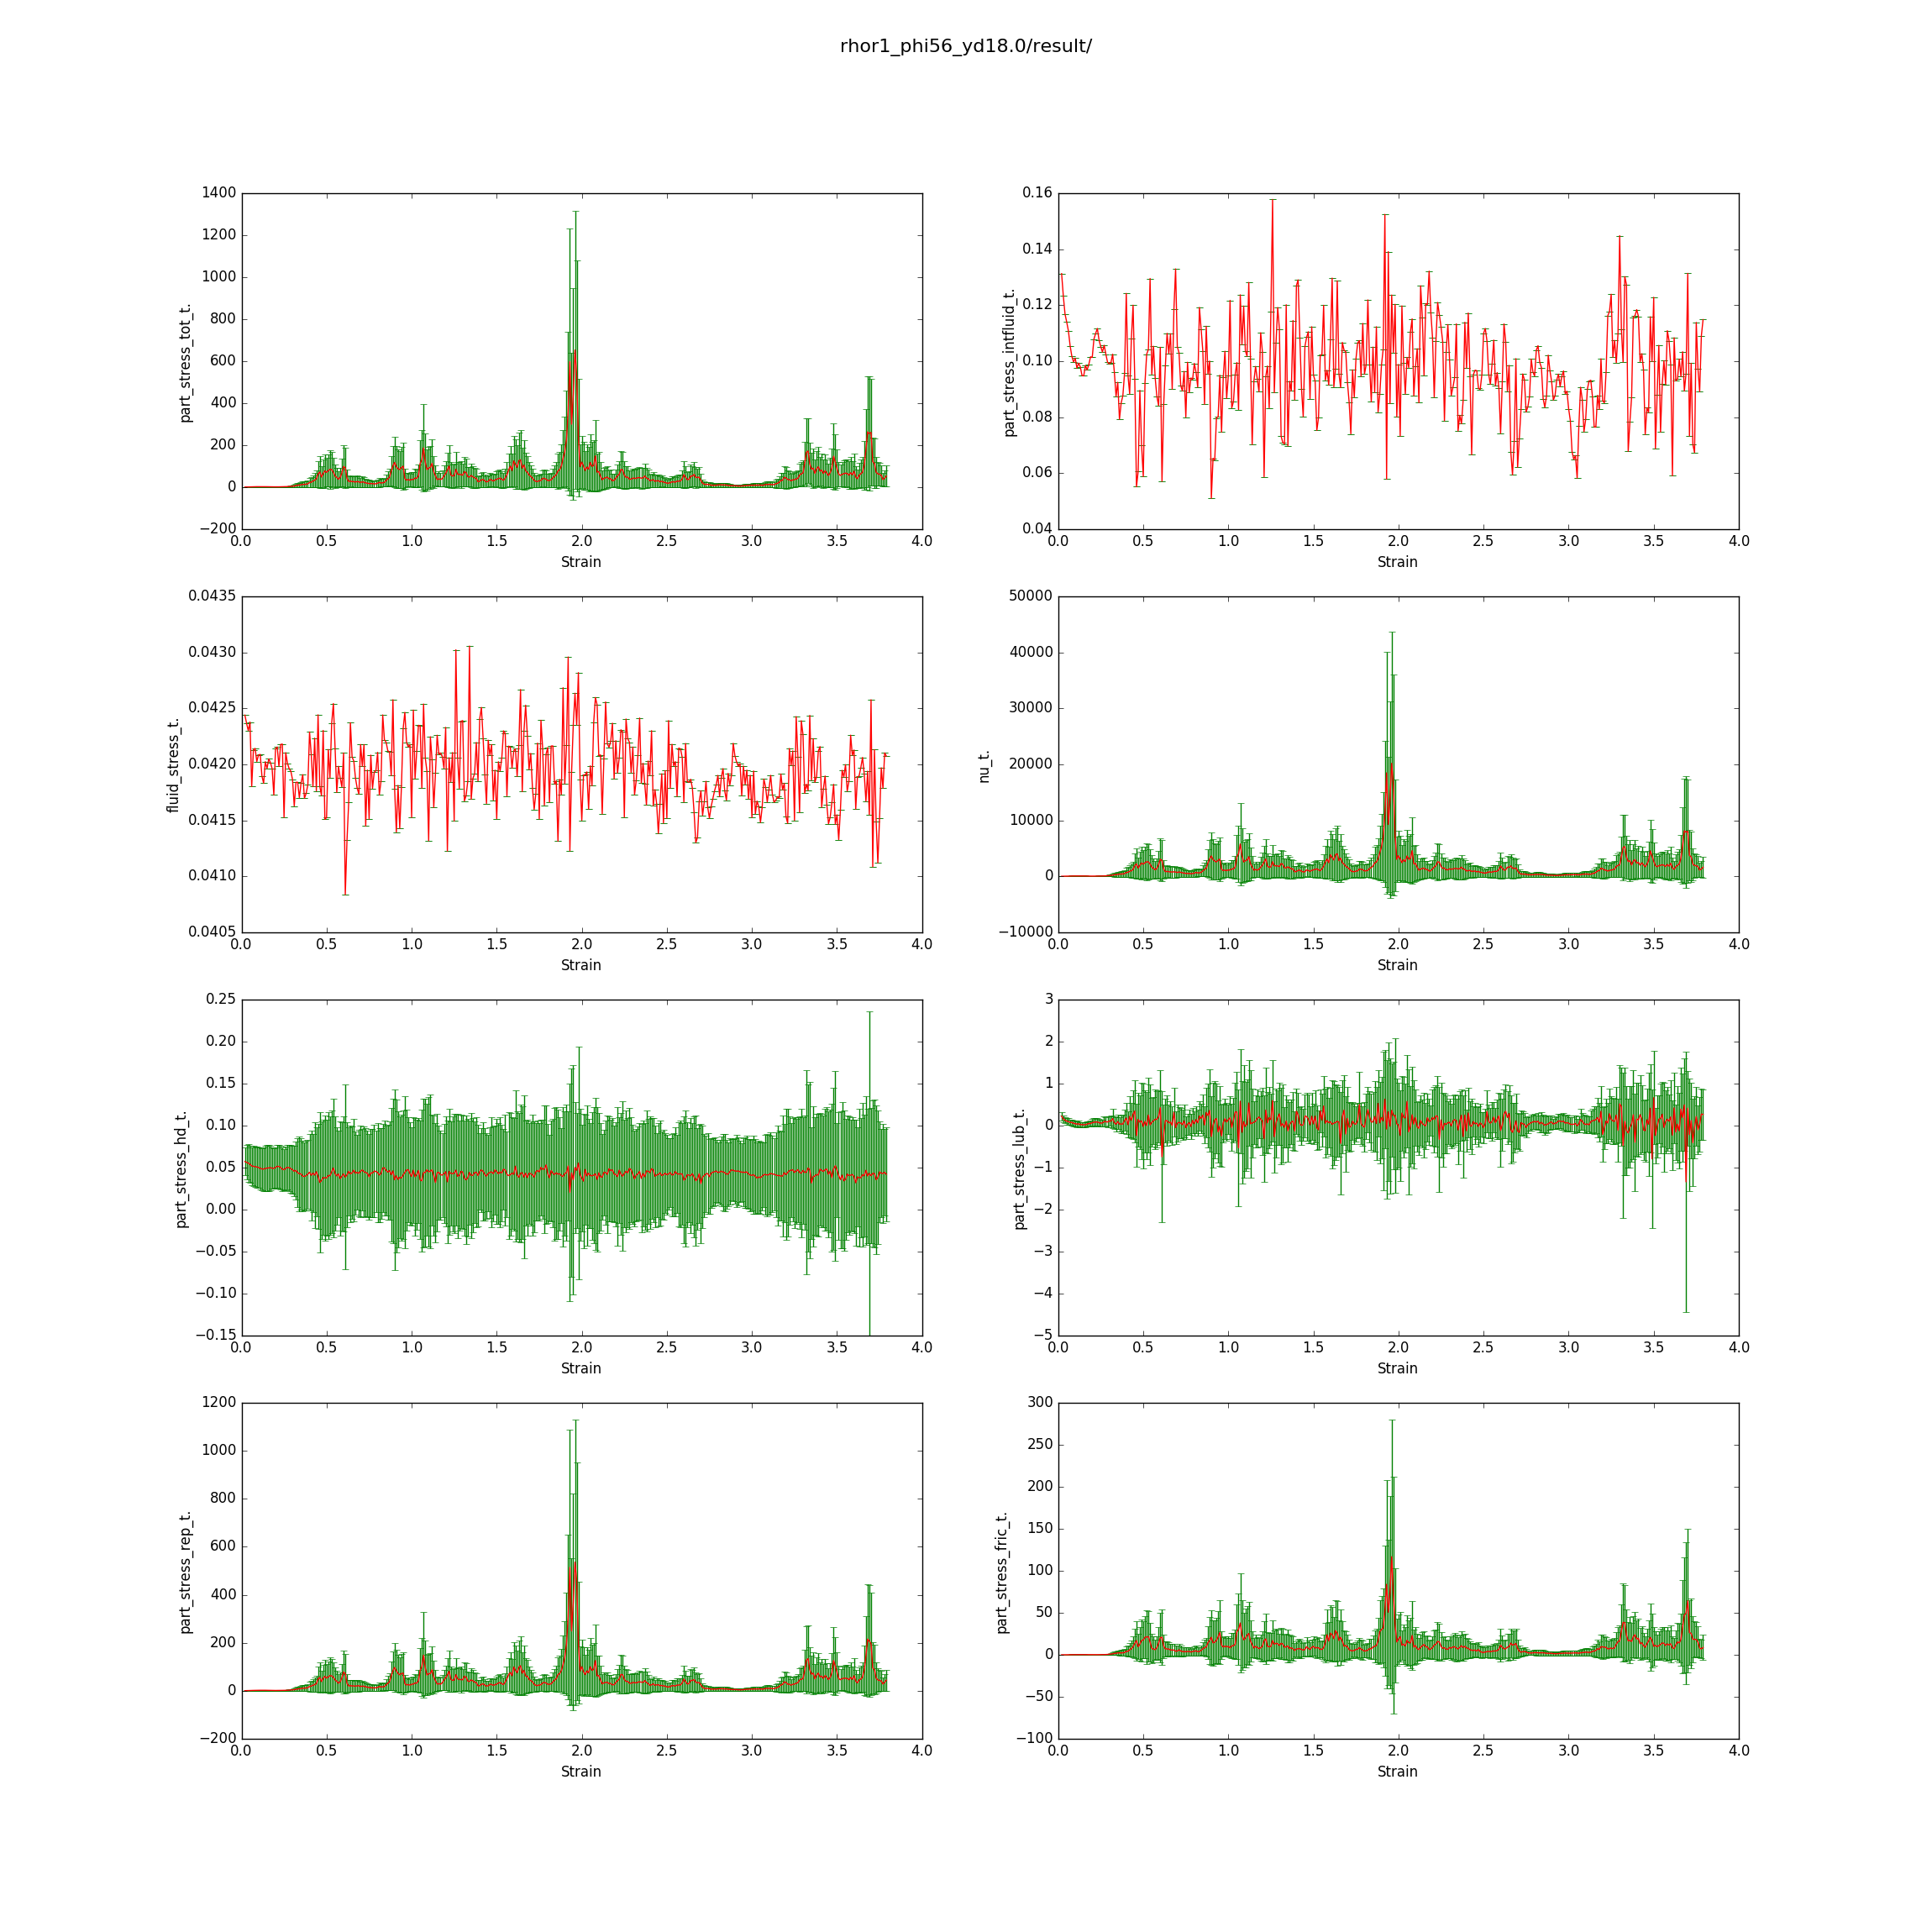 rhor1_phi56_yd18.0/result/
1400
1200
1000
800
600
400
200
0
−200
part_stress_tot_t.
0.0 0.5 1.0 1.5 2.0 2.5 3.0 3.5 4.0
Strain
0.16
0.14
0.12
0.10
0.08
0.06
0.04
part_stress_intfluid_t.
0.0 0.5 1.0 1.5 2.0 2.5 3.0 3.5 4.0
Strain
0.0435
0.0430
0.0425
0.0420
0.0415
0.0410
0.0405
fluid_stress_t.
0.0 0.5 1.0 1.5 2.0 2.5 3.0 3.5 4.0
Strain
50000
40000
30000
20000
10000
0
−10000
nu_t.
0.0 0.5 1.0 1.5 2.0 2.5 3.0 3.5 4.0
Strain
0.25
0.20
0.15
0.10
0.05
0.00
−0.05
−0.10
−0.15
part_stress_hd_t.
0.0 0.5 1.0 1.5 2.0 2.5 3.0 3.5 4.0
Strain
3
2
1
0
−1
−2
−3
−4
−5
part_stress_lub_t.
0.0 0.5 1.0 1.5 2.0 2.5 3.0 3.5 4.0
Strain
1200
1000
800
600
400
200
0
−200
part_stress_rep_t.
0.0 0.5 1.0 1.5 2.0 2.5 3.0 3.5 4.0
Strain
300
250
200
150
100
50
0
−50
−100
part_stress_fric_t.
0.0 0.5 1.0 1.5 2.0 2.5 3.0 3.5 4.0
Strain